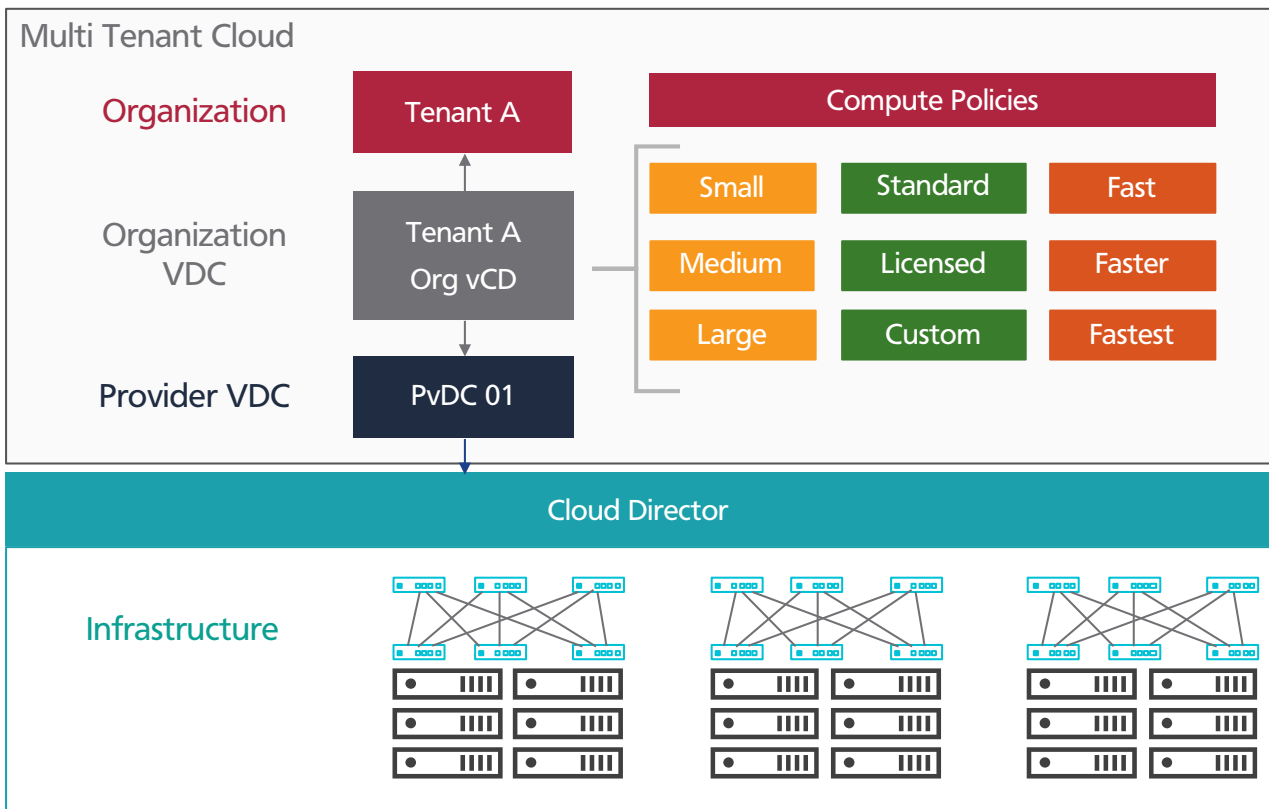 Multi Tenant Cloud
Organization
Tenant A
Compute Policies
Small
Standard
Fast
Organization
VDC
Tenant A
Org vCD
Medium
Licensed
Faster
Large
Custom
Fastest
Provider VDC
PvDC 01
Cloud Director
Infrastructure